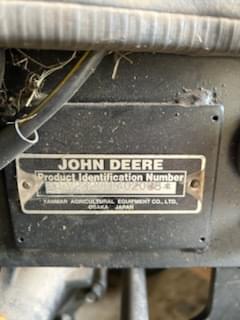 JOHN DEERE
Product Identification Number
YANMAR AGRICULTURAL EQUIPMENT CO., LTD.
OSAKA JAPAN